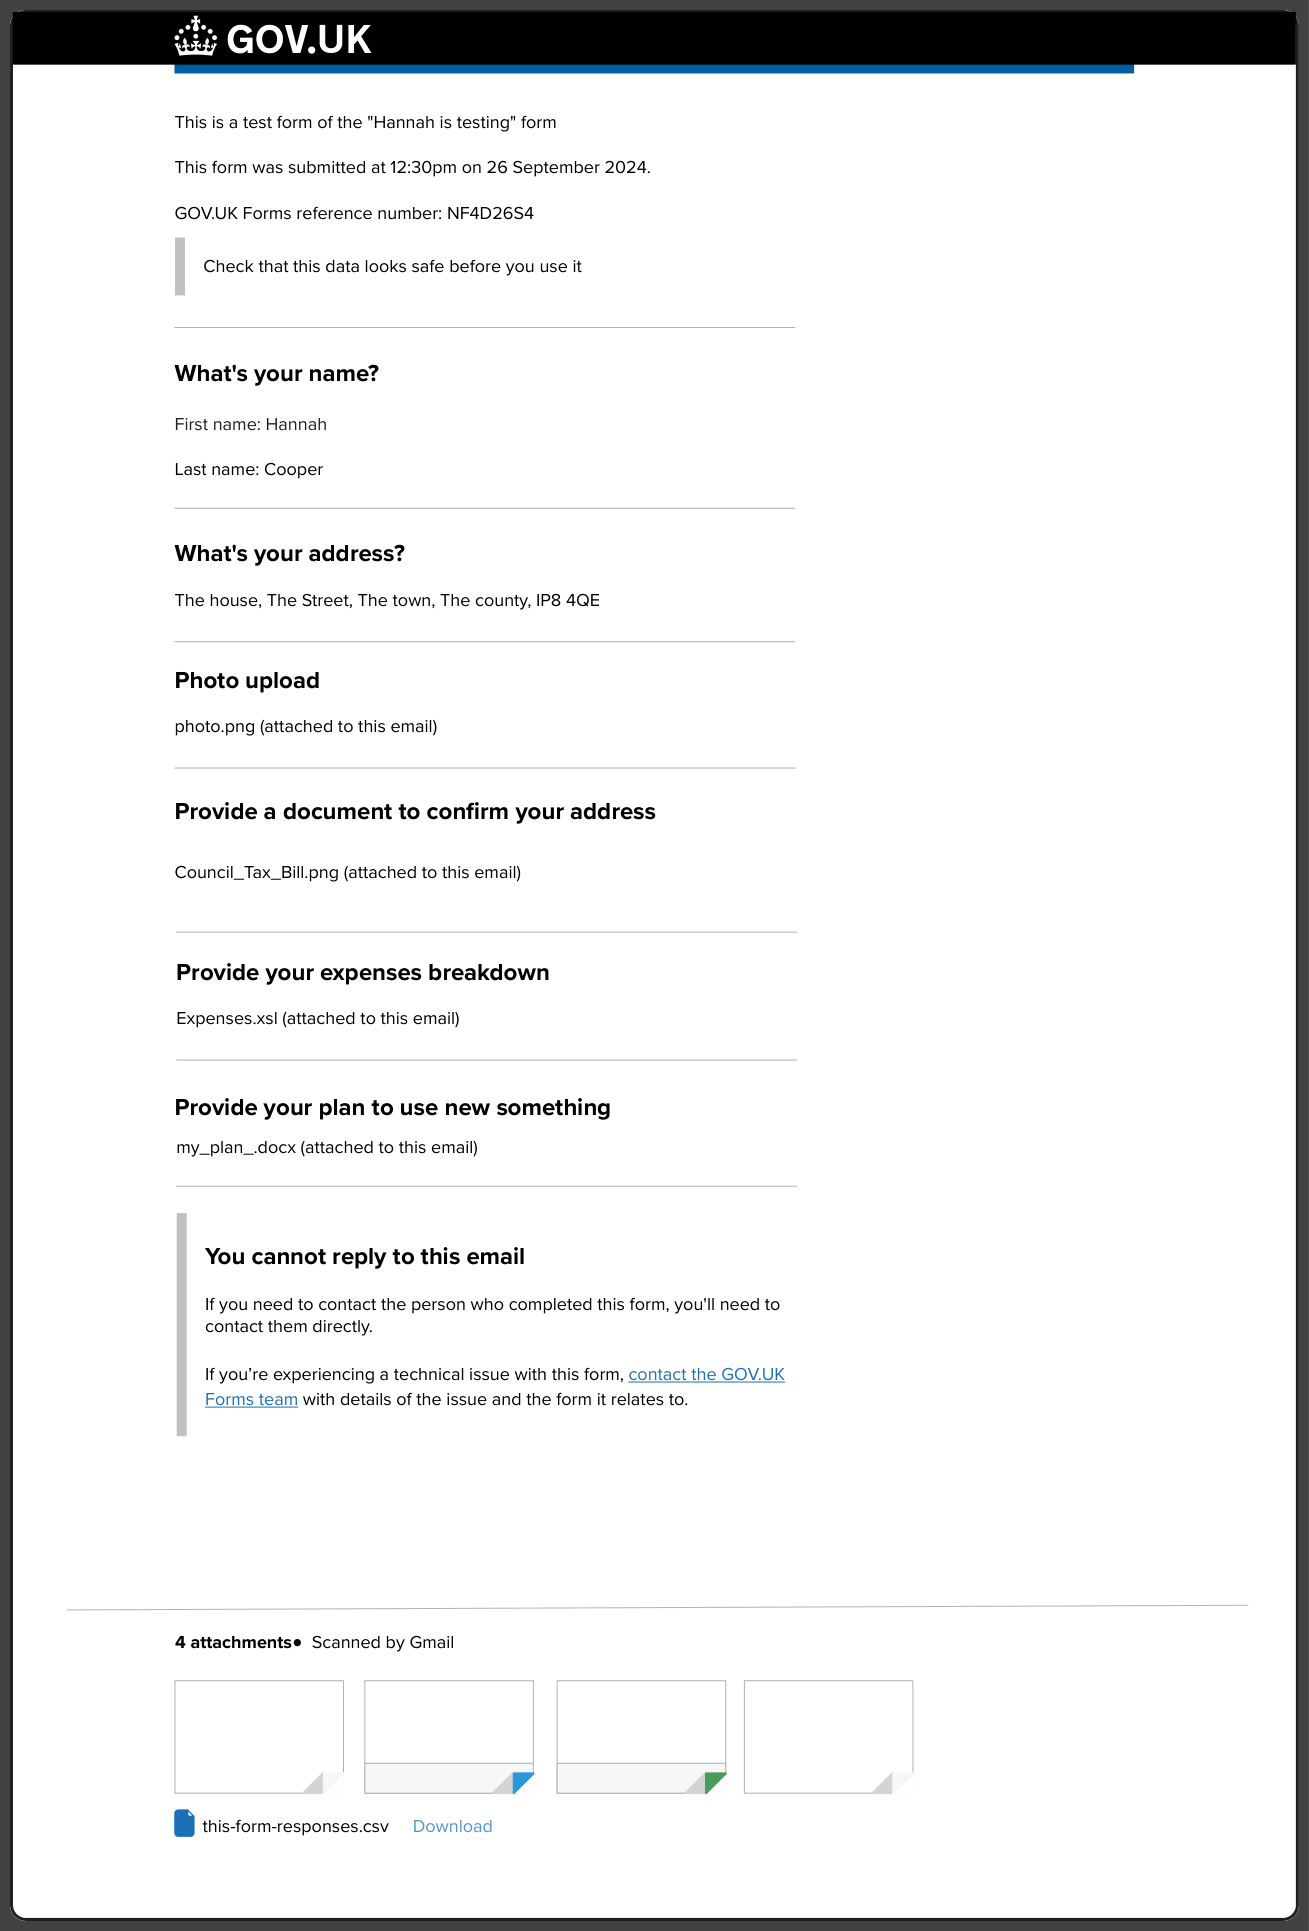 GOV.UK
This is a test form of the "Hannah is testing" form
This form was submitted at 12:30pm on 26 September 2024.
GOV.UK Forms reference number: NF4D26S4
Check that this data looks safe before you use it
What's your name?
First name: Hannah
Last name: Cooper
What's your address?
The house, The Street, The town, The county, IP8 4QE
Photo upload
photo.png (attached to this email)
Provide a document to confirm your address
Council_Tax_Bill.png (attached to this email)
Provide your expenses breakdown
Expenses.xsl (attached to this email)
Provide your plan to use new something
my_plan_.docx (attached to this email)
You cannot reply to this email
If you need to contact the person who completed this form, you'll need to
contact them directly.
If you’re experiencing a technical issue with this form, contact the GOV.UK
Forms team with details of the issue and the form it relates to.
4 attachments• Scanned by Gmail
this-form-responses.csv Download